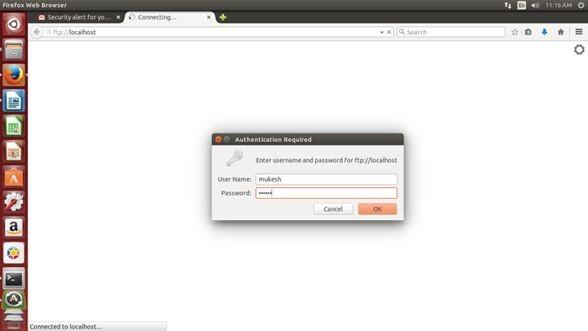 Firefox Web Browser
En
11:16 AM
Security alert for yo...
Connecting...
ftp://localhost
Search
Authentication Required
Enter username and password for ftp://localhost
User Name: mukesh
Password: ••••••
Cancel
OK
Connected to localhost...